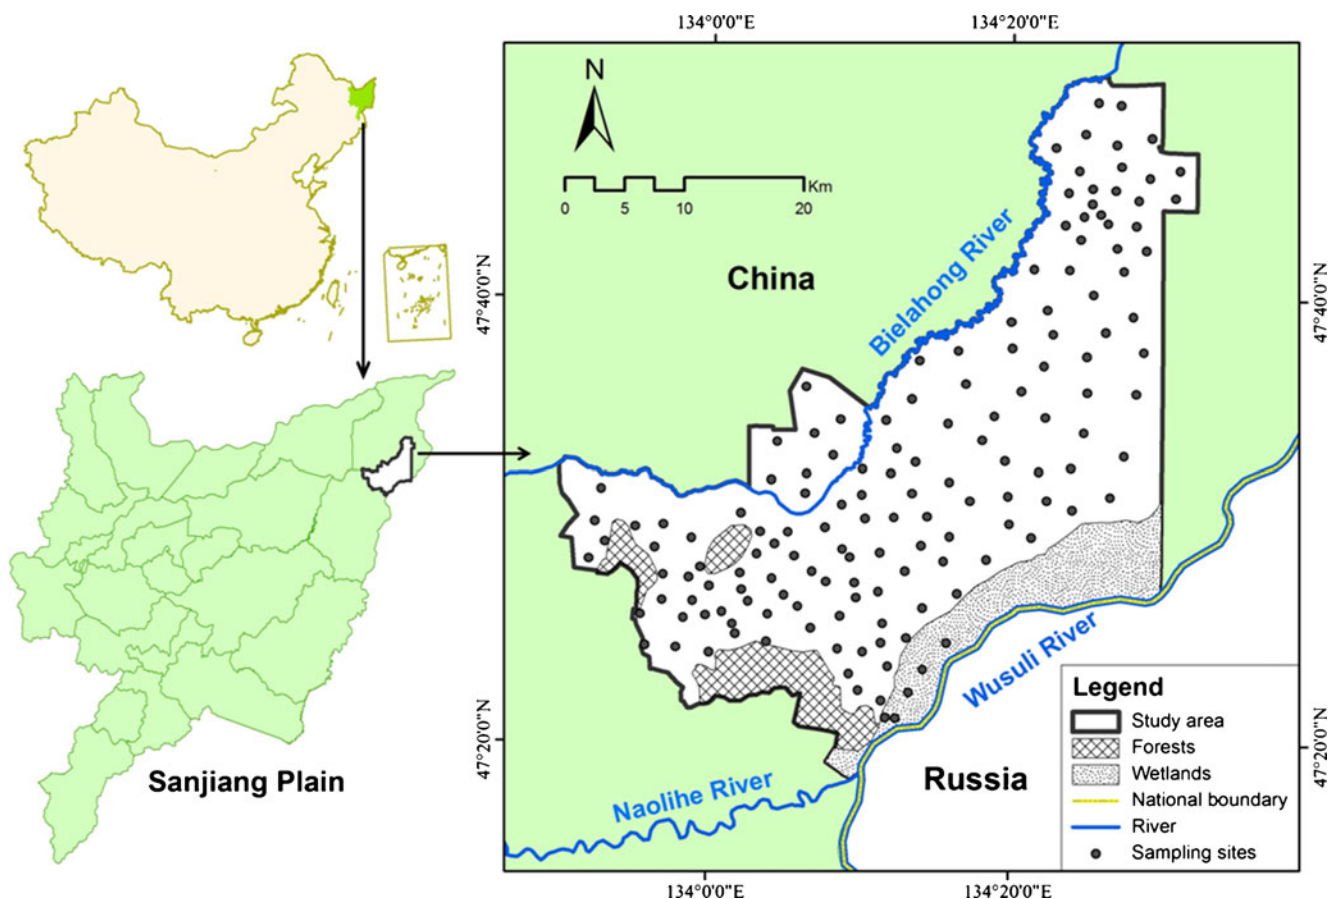 134°0'0"E
134°20'0"E
N
Km
0
5
10
20
47°40'0"N
47°40'0"N
China
Bielahong River
Wusuli River
Sanjiang Plain
47°20'0"N
47°20'0"N
Naolihe River
Russia
Legend
Study area
Forests
Wetlands
National boundary
River
Sampling sites
134°0'0"E
134°20'0"E